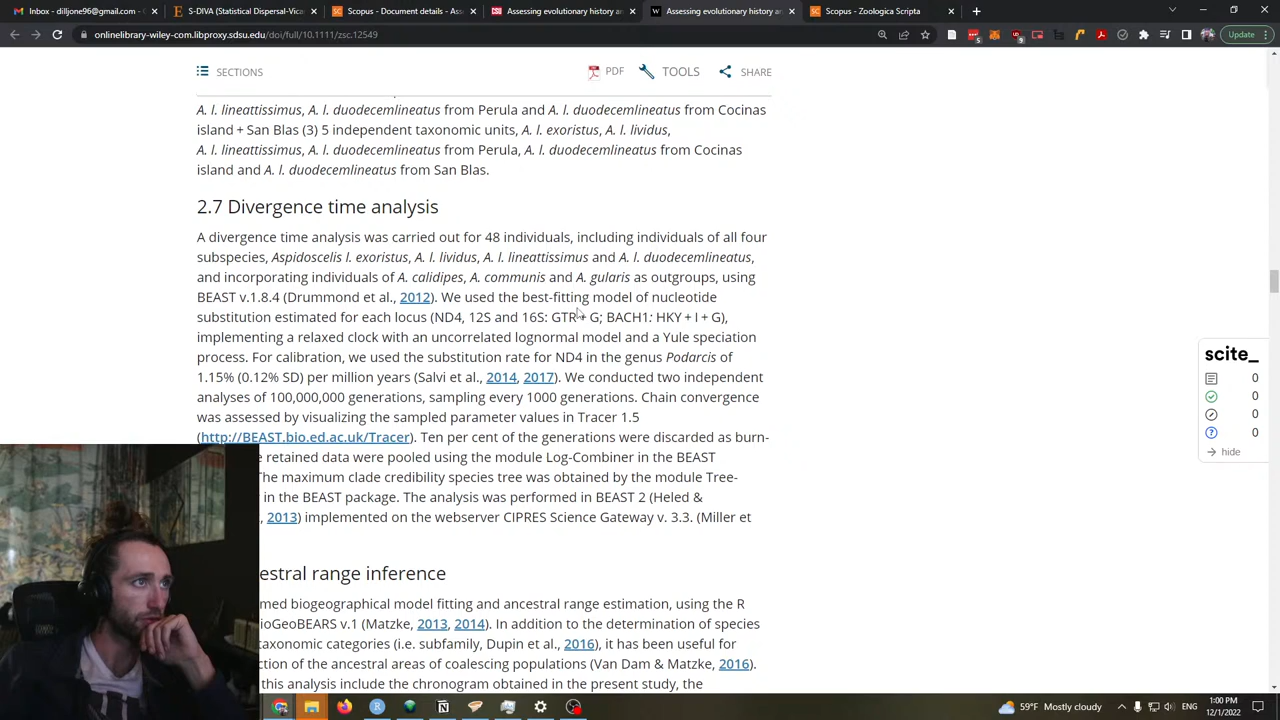 Inbox - dilljone96@gmail.com -
S-DIVA (Statistical Dispersal-Vica
Scopus - Document details - Asse
Assessing evolutionary history an
Assessing evolutionary history an
Scopus - Zoologica Scripta
onlinelibrary-wiley-com.libproxy.sdsu.edu/doi/full/10.1111/zsc.12549
Update
SECTIONS
PDF
TOOLS
SHARE
A. l. lineattissimus, A. l. duodecemlineatus from Perula and A. l. duodecemlineatus from Cocinas
island + San Blas (3) 5 independent taxonomic units, A. l. exoristus, A. l. lividus,
A. l. lineattissimus, A. l. duodecemlineatus from Perula, A. l. duodecemlineatus from Cocinas
island and A. l. duodecemlineatus from San Blas.
2.7 Divergence time analysis
A divergence time analysis was carried out for 48 individuals, including individuals of all four
subspecies, Aspidoscelis l. exoristus, A. l. lividus, A. l. lineattissimus and A. l. duodecemlineatus,
and incorporating individuals of A. calidipes, A. communis and A. gularis as outgroups, using
BEAST v.1.8.4 (Drummond et al., 2012). We used the best-fitting model of nucleotide
substitution estimated for each locus (ND4, 12S and 16S: GTR + G; BACH1: HKY + I + G),
implementing a relaxed clock with an uncorrelated lognormal model and a Yule speciation
process. For calibration, we used the substitution rate for ND4 in the genus Podarcis of
1.15% (0.12% SD) per million years (Salvi et al., 2014, 2017). We conducted two independent
analyses of 100,000,000 generations, sampling every 1000 generations. Chain convergence
was assessed by visualizing the sampled parameter values in Tracer 1.5
(http://BEAST.bio.ed.ac.uk/Tracer). Ten per cent of the generations were discarded as burn-
e retained data were pooled using the module Log-Combiner in the BEAST
The maximum clade credibility species tree was obtained by the module Tree-
in the BEAST package. The analysis was performed in BEAST 2 (Heled &
, 2013) implemented on the webserver CIPRES Science Gateway v. 3.3. (Miller et
estral range inference
med biogeographical model fitting and ancestral range estimation, using the R
ioGeoBEARS v.1 (Matzke, 2013, 2014). In addition to the determination of species
taxonomic categories (i.e. subfamily, Dupin et al., 2016), it has been useful for
ction of the ancestral areas of coalescing populations (Van Dam & Matzke, 2016).
this analysis include the chronogram obtained in the present study, the
scite_
0
0
0
0
hide
59°F Mostly cloudy
1:00 PM
12/1/2022